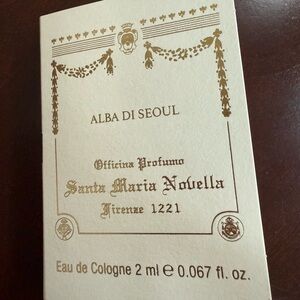 ALBA DI SEOUL
Officina Profumo
Santa Maria Novella
Firenze 1221
Eau de Cologne 2 ml ℮ 0.067 fl. oz.